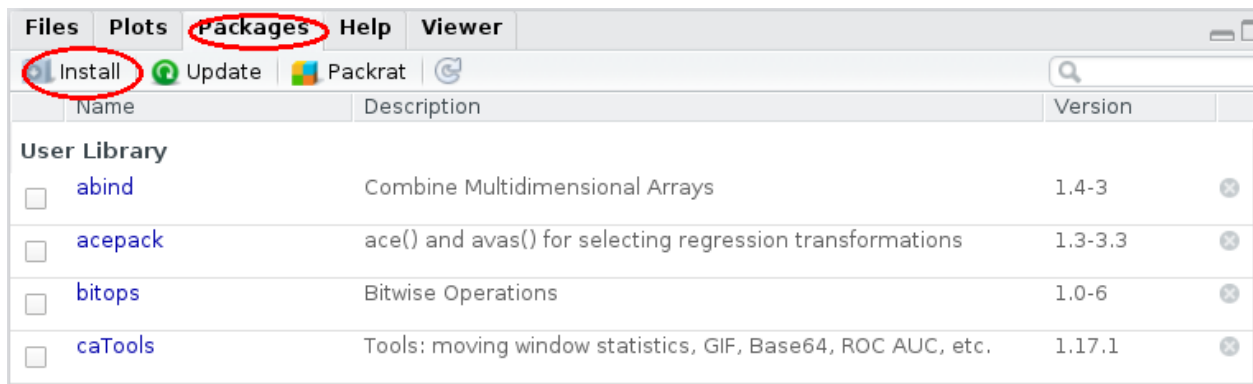 Files Plots Packages Help Viewer
Install Update Packrat
Name Description Version
User Library
abind Combine Multidimensional Arrays 1.4-3
acepack ace() and avas() for selecting regression transformations 1.3-3.3
bitops Bitwise Operations 1.0-6
caTools Tools: moving window statistics, GIF, Base64, ROC AUC, etc. 1.17.1